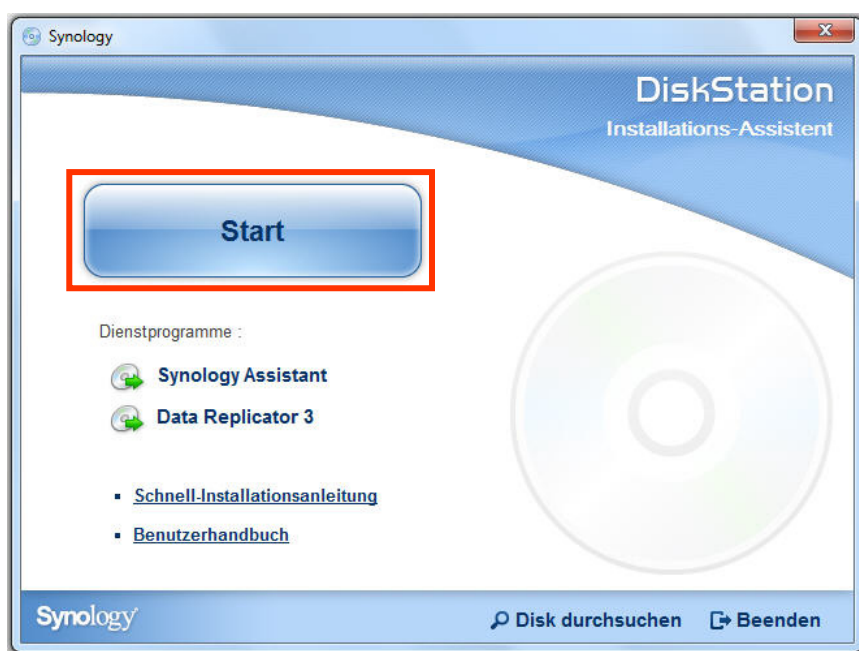 Synology
DiskStation
Installations-Assistent
Start
Dienstprogramme :
Synology Assistant
Data Replicator 3
Schnell-Installationsanleitung
Benutzerhandbuch
Synology
Disk durchsuchen
Beenden